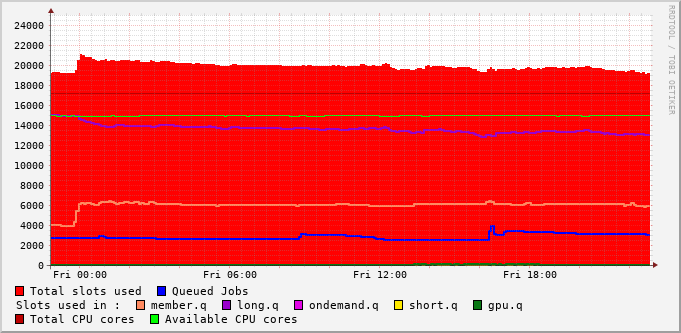 RRDTOOL / TOBI OETIKER
24000
22000
20000
18000
16000
14000
12000
10000
8000
6000
4000
2000
0
Fri 00:00 Fri 06:00 Fri 12:00 Fri 18:00
Total slots used Queued Jobs
Slots used in : member.q long.q ondemand.q short.q gpu.q
Total CPU cores Available CPU cores